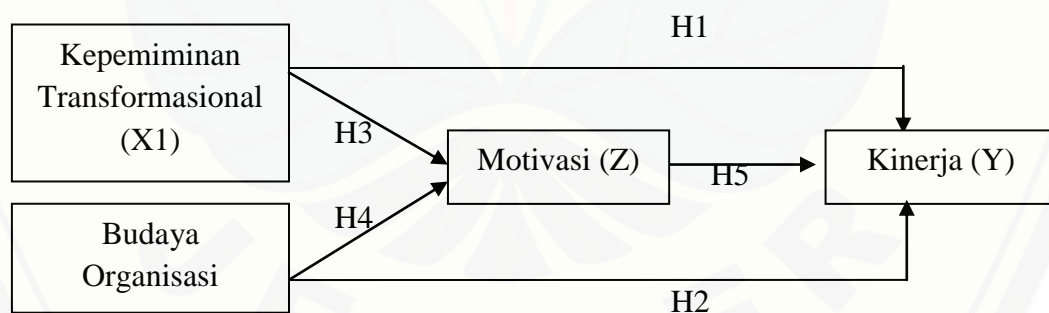 H1
Kepemiminan
Transformasional
(X1)
H3
Motivasi (Z)
H5
Kinerja (Y)
H4
Budaya
Organisasi
H2